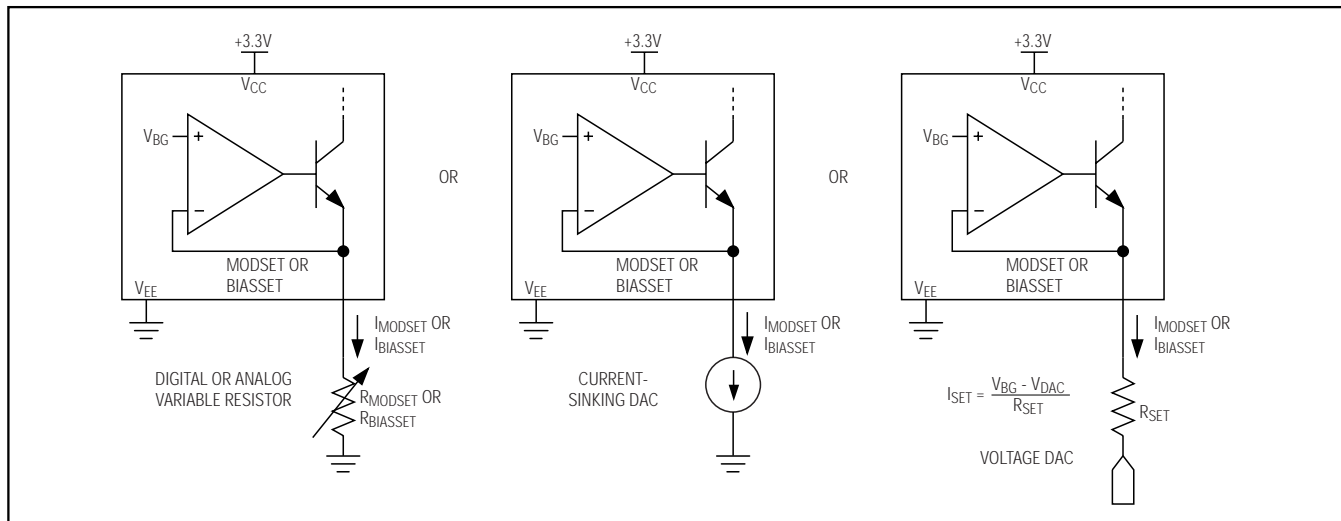 +3.3V
VCC
VBG
+
−
MODSET OR
BIASSET
VEE
IMODSET OR
IBIASSET
DIGITAL OR ANALOG
VARIABLE RESISTOR
RMODSET OR
RBIASSET
OR
+3.3V
VCC
VBG
+
−
MODSET OR
BIASSET
VEE
IMODSET OR
IBIASSET
CURRENT-
SINKING DAC
OR
+3.3V
VCC
VBG
+
−
MODSET OR
BIASSET
VEE
IMODSET OR
IBIASSET
ISET = VBG - VDAC
RSET
RSET
VOLTAGE DAC